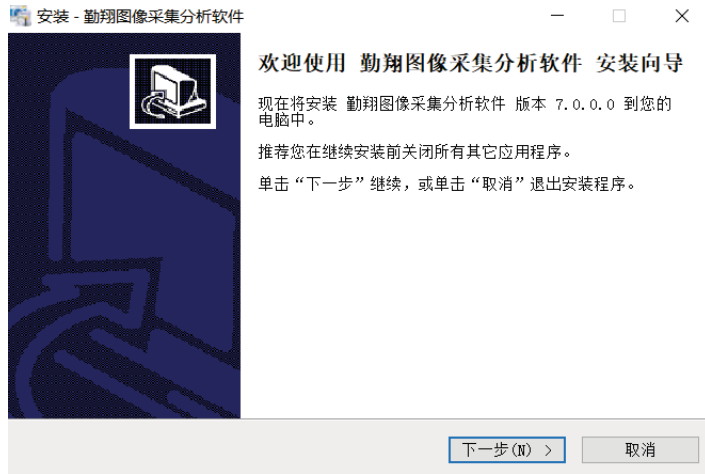 安装 - 勤翔图像采集分析软件
欢迎使用 勤翔图像采集分析软件 安装向导
现在将安装 勤翔图像采集分析软件 版本 7.0.0.0 到您的
电脑中。
推荐您在继续安装前关闭所有其它应用程序。
单击“下一步”继续，或单击“取消”退出安装程序。
下一步(N) >
取消